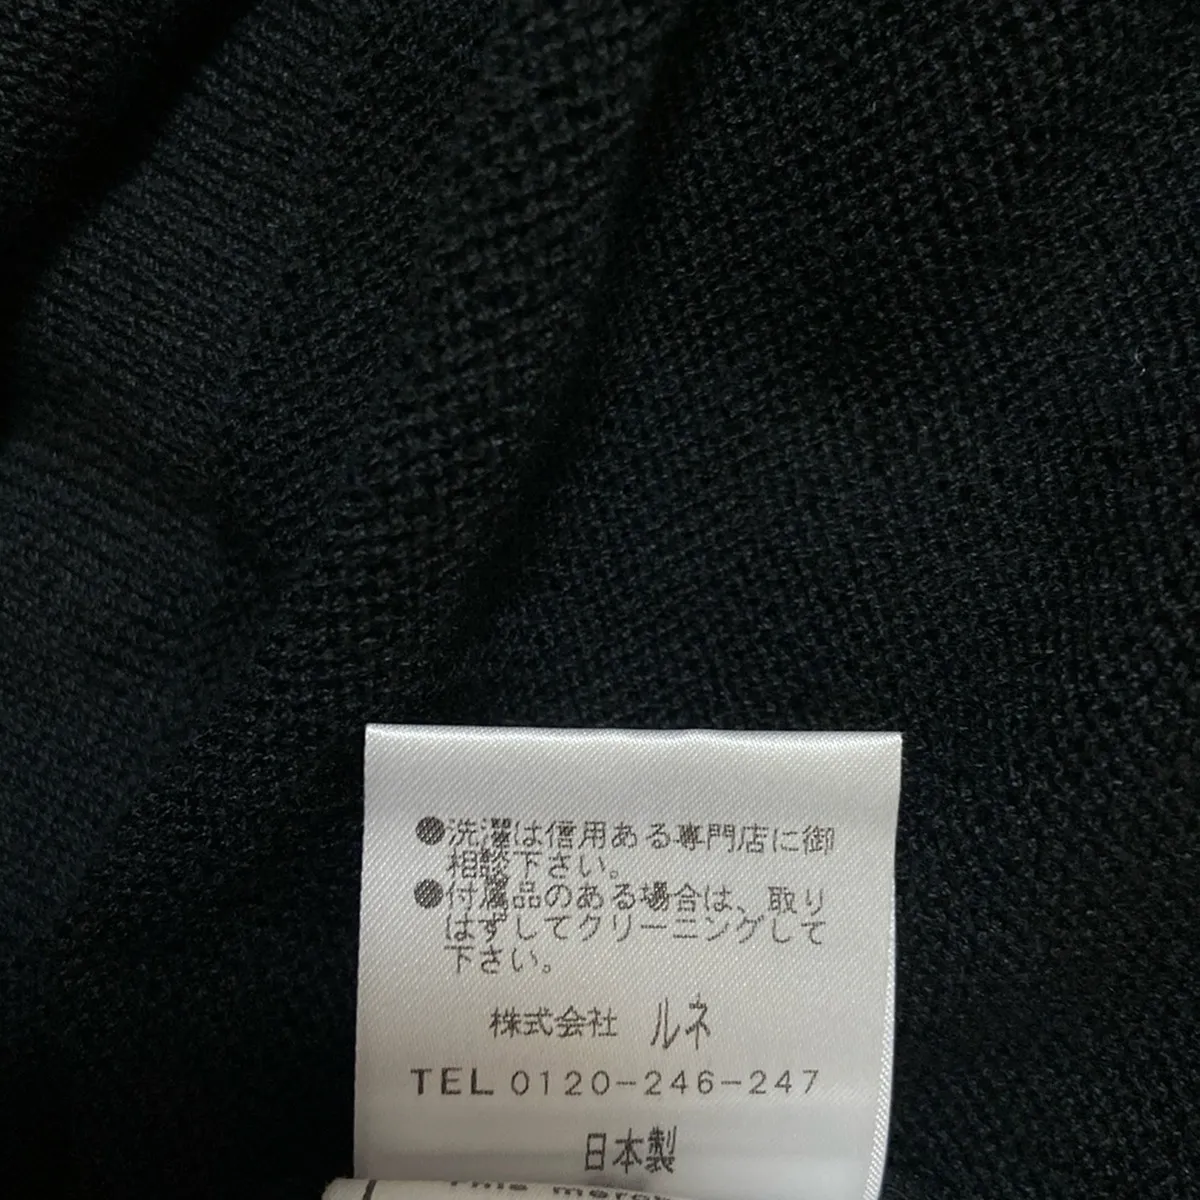 ●洗濯は信用ある専門店に御
相談下さい。
●付属品のある場合は、取り
はずしてクリーニングして
下さい。
株式会社 ルネ
TEL 0120-246-247
日本製
This